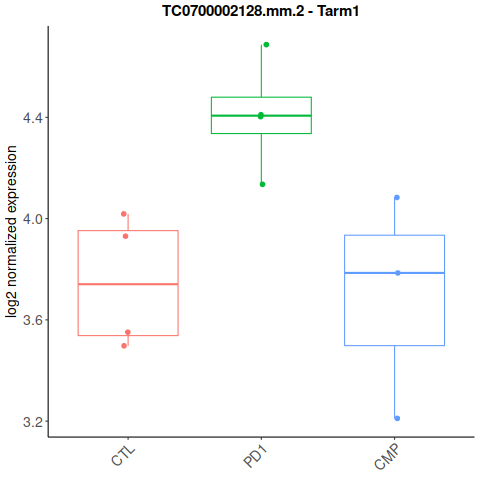 TC0700002128.mm.2 - Tarm1
log2 normalized expression
4.4
4.0
3.6
3.2
CTL
PD1
CMP